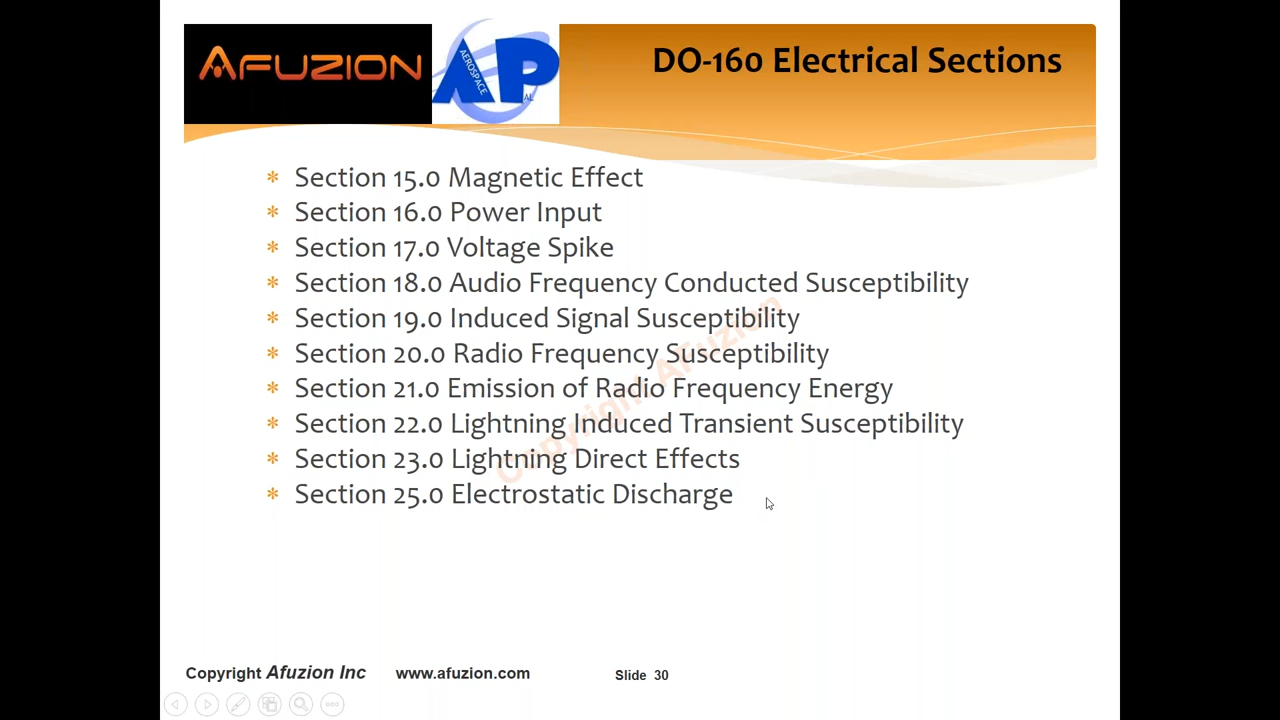 AFUZION
AEROSPACE
AP
AL
DO-160 Electrical Sections
* Section 15.0 Magnetic Effect
* Section 16.0 Power Input
* Section 17.0 Voltage Spike
* Section 18.0 Audio Frequency Conducted Susceptibility
* Section 19.0 Induced Signal Susceptibility
* Section 20.0 Radio Frequency Susceptibility
* Section 21.0 Emission of Radio Frequency Energy
* Section 22.0 Lightning Induced Transient Susceptibility
* Section 23.0 Lightning Direct Effects
* Section 25.0 Electrostatic Discharge
Copyright AFuzion
Copyright Afuzion Inc www.afuzion.com Slide 30